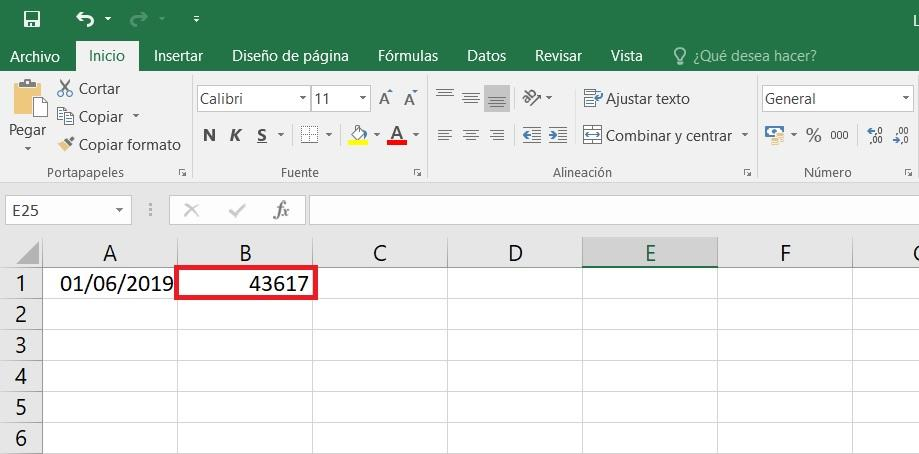 L
Archivo Inicio Insertar Diseño de página Fórmulas Datos Revisar Vista ¿Qué desea hacer?
Pegar
Cortar
Copiar
Copiar formato
Portapapeles
Calibri 11
N K S A
Fuente
Ajustar texto
Combinar y centrar
Alineación
General
% 000 ,00 ,00
Número
E25 fx
A B C D E F
1 01/06/2019 43617
2
3
4
5
6